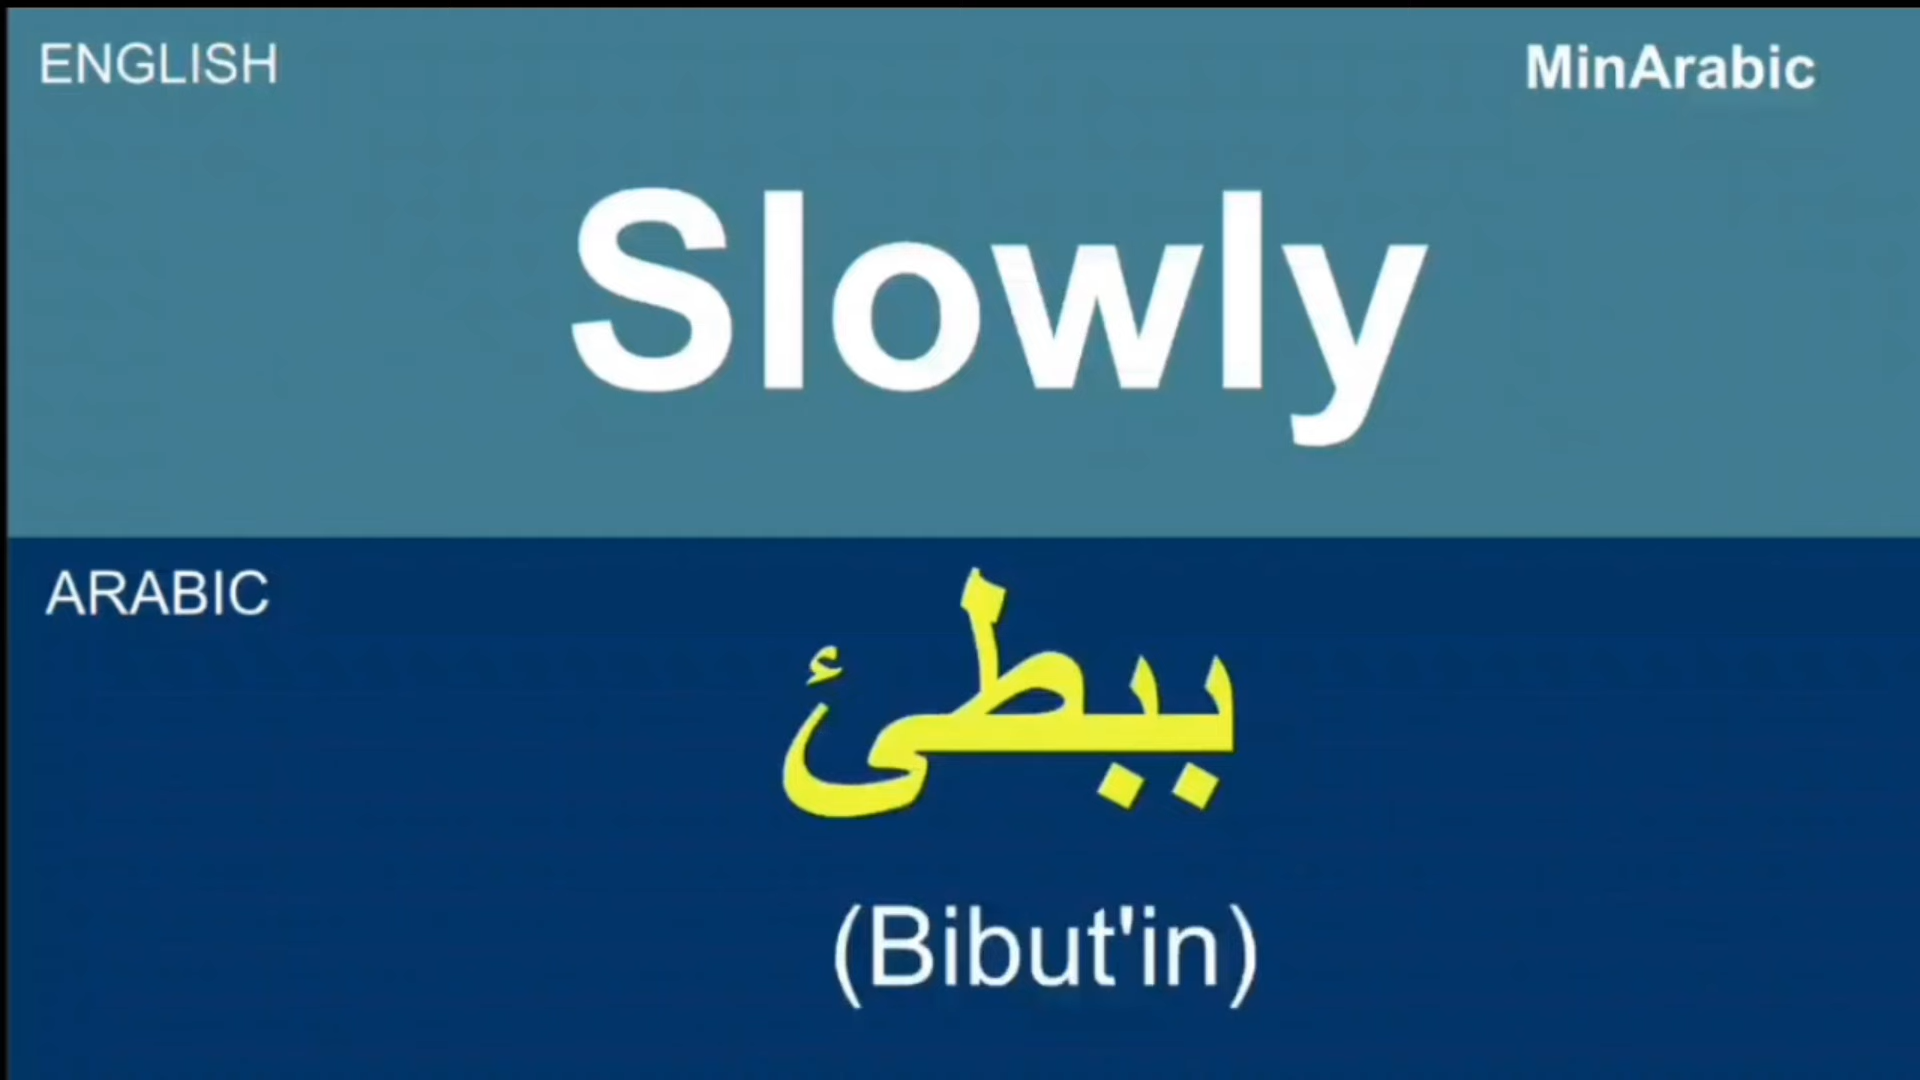 ENGLISH
MinArabic
Slowly
ARABIC
ببطئ
(Bibut'in)